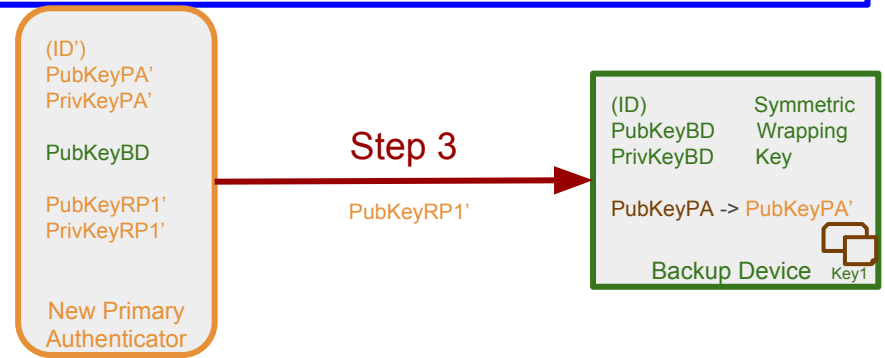 (ID')
PubKeyPA'
PrivKeyPA'
PubKeyBD
PubKeyRP1'
PrivKeyRP1'
New Primary
Authenticator
Step 3
PubKeyRP1'
(ID) Symmetric
PubKeyBD Wrapping
PrivKeyBD Key
PubKeyPA -> PubKeyPA'
Backup Device
Key1